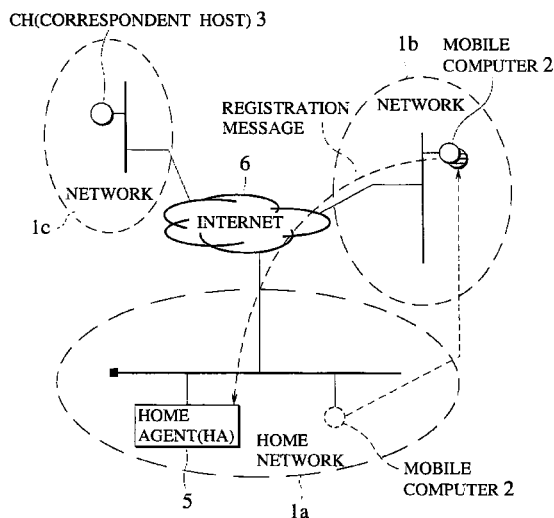 CH(CORRESPONDENT HOST) 3
1b
MOBILE
COMPUTER 2
REGISTRATION
MESSAGE
NETWORK
6
INTERNET
NETWORK
1c
HOME
AGENT(HA)
HOME
NETWORK
5
1a
MOBILE
COMPUTER 2